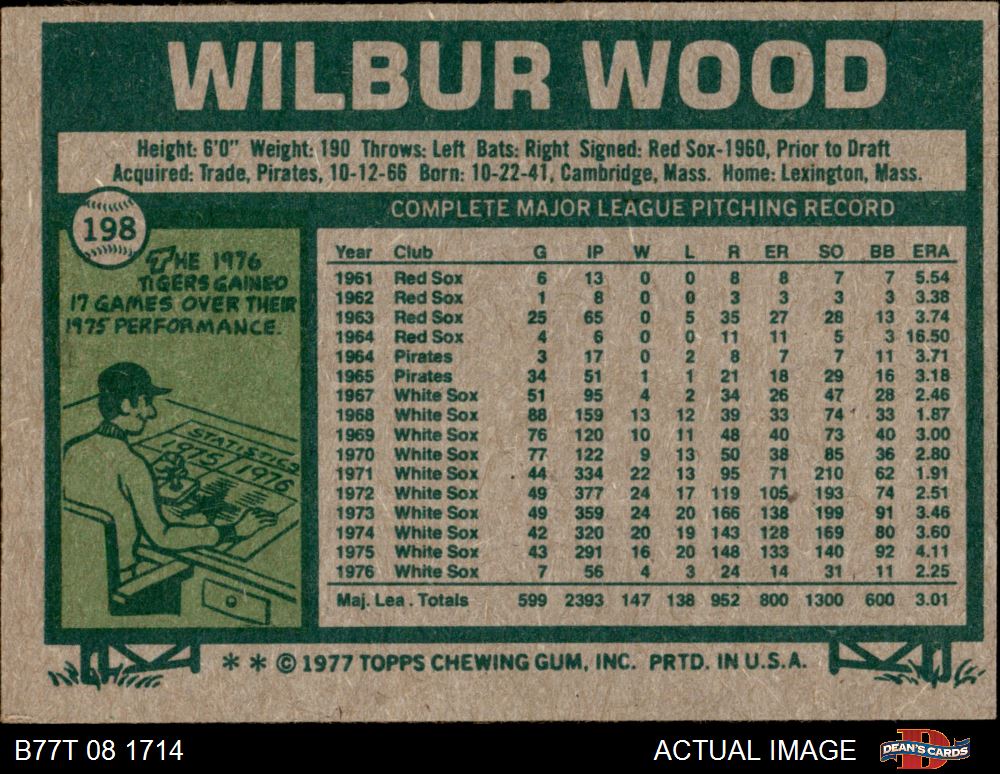 WILBUR WOOD
Height: 6'0" Weight: 190 Throws: Left Bats: Right Signed: Red Sox-1960, Prior to Draft
Acquired: Trade, Pirates, 10-12-66 Born: 10-22-41, Cambridge, Mass. Home: Lexington, Mass.
198
COMPLETE MAJOR LEAGUE PITCHING RECORD
THE 1976
TIGERS GAINED
17 GAMES OVER THEIR
1975 PERFORMANCE.
STATISTICS
1975 1976
Year Club G IP W L R ER SO BB ERA
1961 Red Sox 6 13 0 0 8 8 7 7 5.54
1962 Red Sox 1 8 0 0 3 3 3 3 3.38
1963 Red Sox 25 65 0 5 35 27 28 13 3.74
1964 Red Sox 4 6 0 0 11 11 5 3 16.50
1964 Pirates 3 17 0 2 8 7 7 11 3.71
1965 Pirates 34 51 1 1 21 18 29 16 3.18
1967 White Sox 51 95 4 2 34 26 47 28 2.46
1968 White Sox 88 159 13 12 39 33 74 33 1.87
1969 White Sox 76 120 10 11 48 40 73 40 3.00
1970 White Sox 77 122 9 13 50 38 85 36 2.80
1971 White Sox 44 334 22 13 95 71 210 62 1.91
1972 White Sox 49 377 24 17 119 105 193 74 2.51
1973 White Sox 49 359 24 20 166 138 199 91 3.46
1974 White Sox 42 320 20 19 143 128 169 80 3.60
1975 White Sox 43 291 16 20 148 133 140 92 4.11
1976 White Sox 7 56 4 3 24 14 31 11 2.25
Maj. Lea. Totals 599 2393 147 138 952 800 1300 600 3.01
* * © 1977 TOPPS CHEWING GUM, INC. PRTD. IN U.S.A.
B77T 08 1714
ACTUAL IMAGE
DEAN'S CARDS